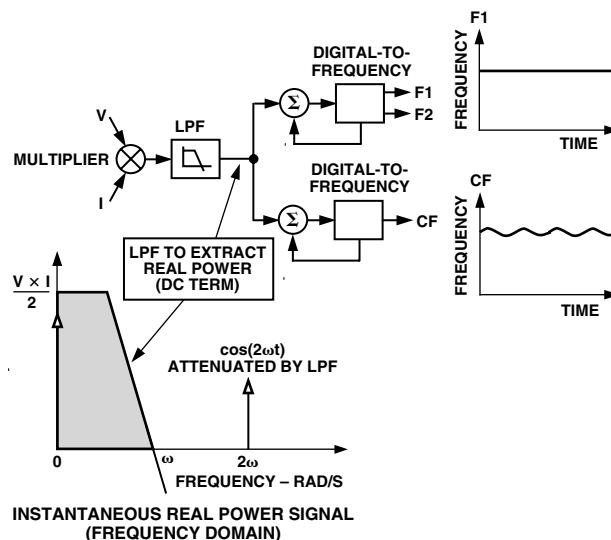 F1
DIGITAL-TO-
FREQUENCY
FREQUENCY
V
LPF
Σ
F1
F2
MULTIPLIER
TIME
I
DIGITAL-TO-
FREQUENCY
CF
Σ
CF
FREQUENCY
LPF TO EXTRACT
REAL POWER
(DC TERM)
TIME
V × I
2
cos(2ωt)
ATTENUATED BY LPF
0
ω
2ω
FREQUENCY – RAD/S
INSTANTANEOUS REAL POWER SIGNAL
(FREQUENCY DOMAIN)